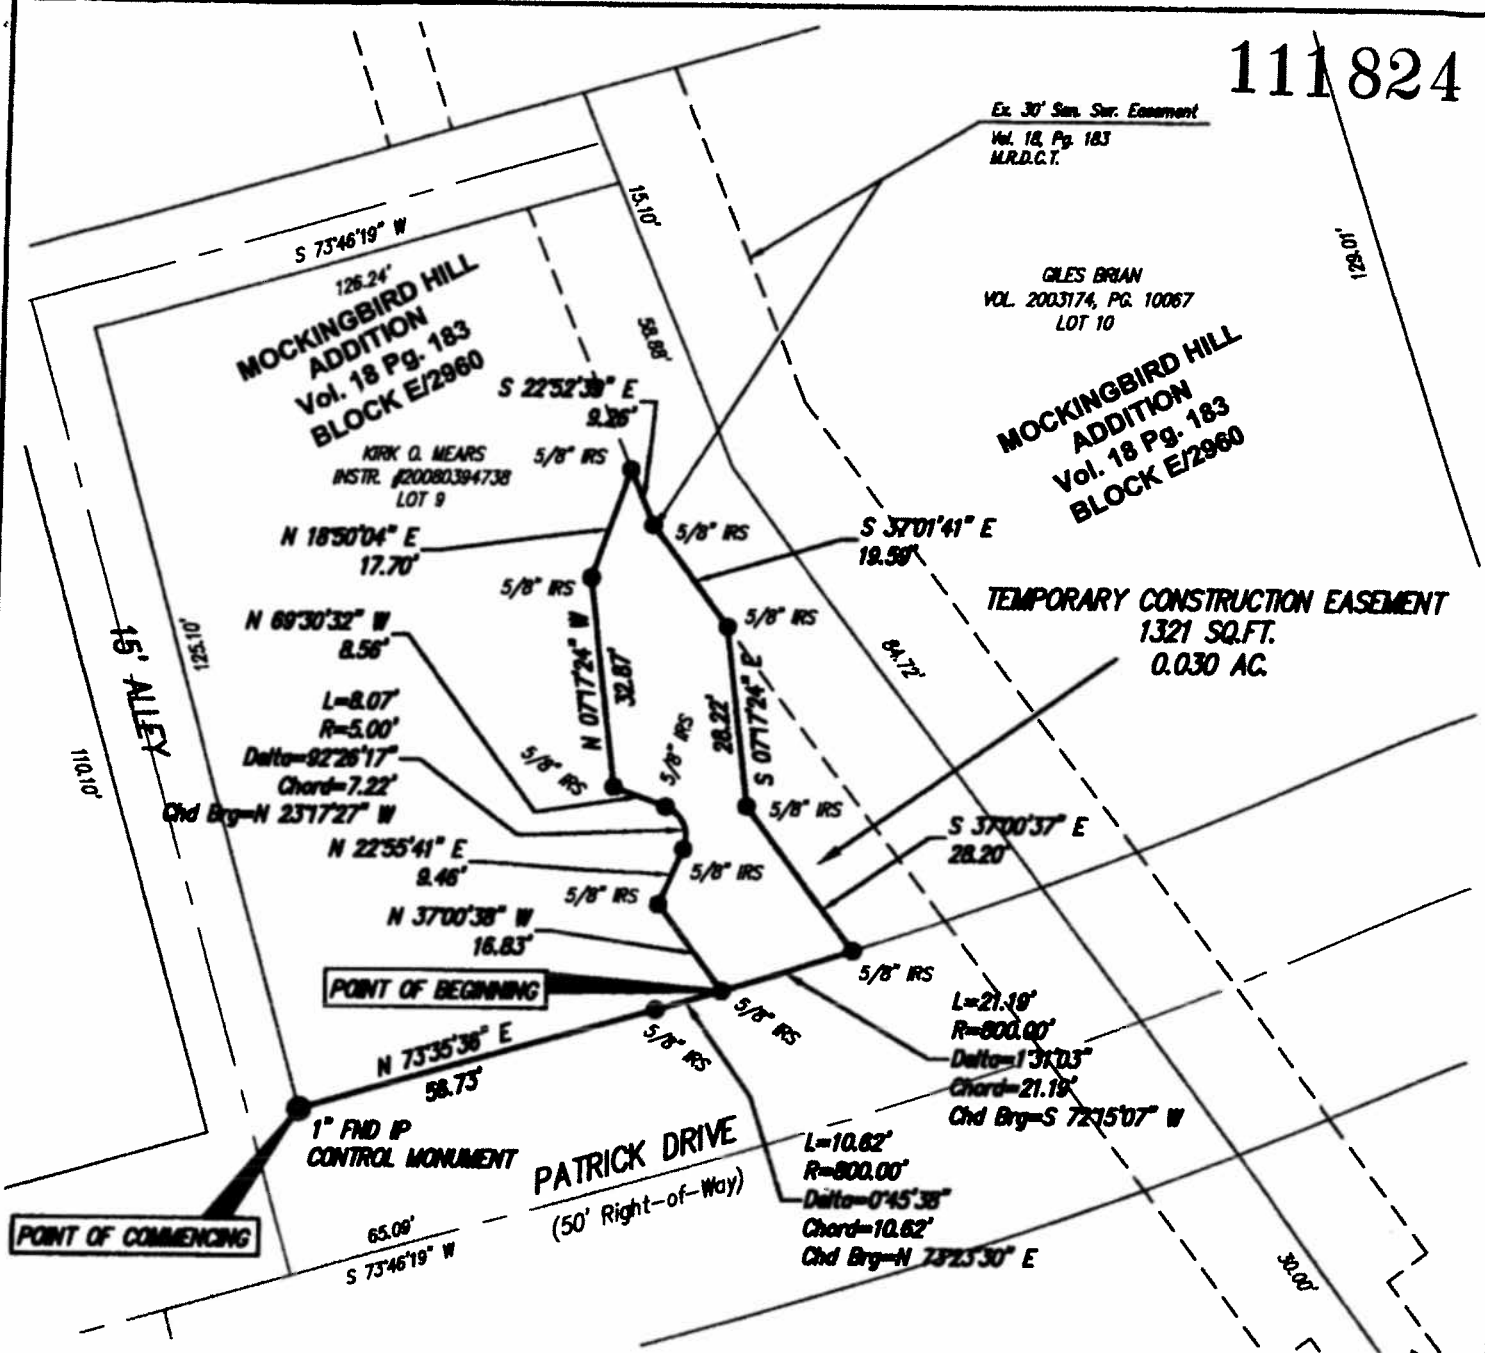 111824
Ex. 30' San. Swr. Easement
Vol. 18, Pg. 183
M.R.D.C.T.
15.10'
S 73°46'19" W
126.24'
129.01'
MOCKINGBIRD HILL
ADDITION
Vol. 18 Pg. 183
BLOCK E/2960
GILES BRIAN
VOL. 2003174, PG. 10067
LOT 10
58.88'
MOCKINGBIRD HILL
ADDITION
Vol. 18 Pg. 183
BLOCK E/2960
S 22°52'39" E
9.26'
KIRK O. MEARS
INSTR. #20080394738
LOT 9
5/8" IRS
5/8" IRS
N 18°50'04" E
17.70'
S 37°01'41" E
19.59'
5/8" IRS
5/8" IRS
TEMPORARY CONSTRUCTION EASEMENT
1321 SQ.FT.
0.030 AC.
N 69°30'32" W
8.56'
15' ALLEY
125.10'
110.10'
N 07°17'24" W
32.87'
28.22'
S 07°17'24" E
84.72'
L=8.07'
R=5.00'
Delta=92°26'17"
Chord=7.22'
Chd Brg=N 23°17'27" W
5/8" IRS
5/8" IRS
5/8" IRS
S 37°00'37" E
28.20'
N 22°55'41" E
9.46'
5/8" IRS
5/8" IRS
N 37°00'38" W
16.83'
POINT OF BEGINNING
5/8" IRS
5/8" IRS
5/8" IRS
L=21.19'
R=800.00'
Delta=1°31'03"
Chord=21.19'
Chd Brg=S 72°15'07" W
N 73°35'36" E
58.73'
1" FND IP
CONTROL MONUMENT
PATRICK DRIVE
(50' Right-of-Way)
L=10.62'
R=800.00'
Delta=0°45'38"
Chord=10.62'
Chd Brg=N 73°23'30" E
POINT OF COMMENCING
65.09'
S 73°46'19" W
30.00'